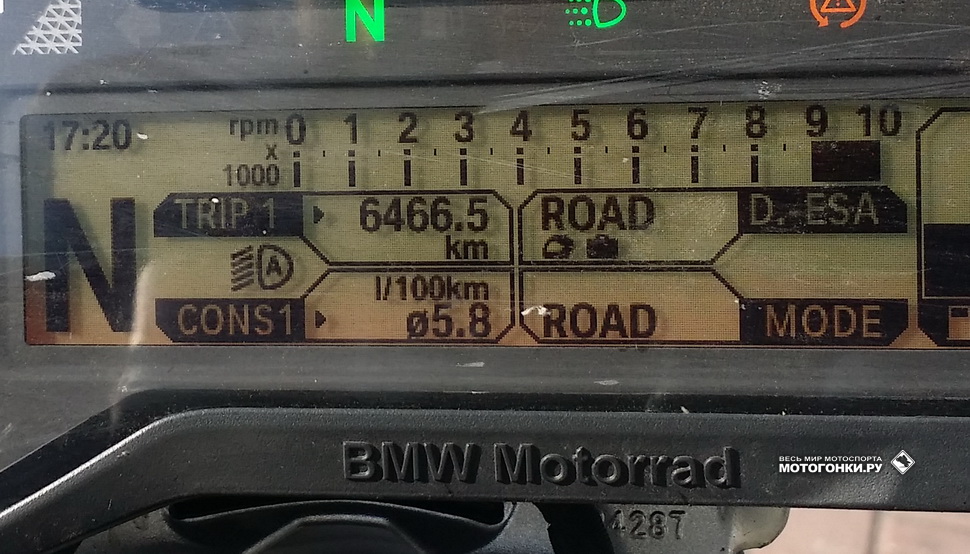 N
17:20 rpm 0 1 2 3 4 5 6 7 8 9 10
x
1000
N
TRIP 1 6466.5 ROAD D-ESA
km
A
l/100km
CONS1 ø5.8 ROAD MODE
BMW Motorrad
ВЕСЬ МИР МОТОСПОРТА
МОТОГОНКИ.РУ
4287